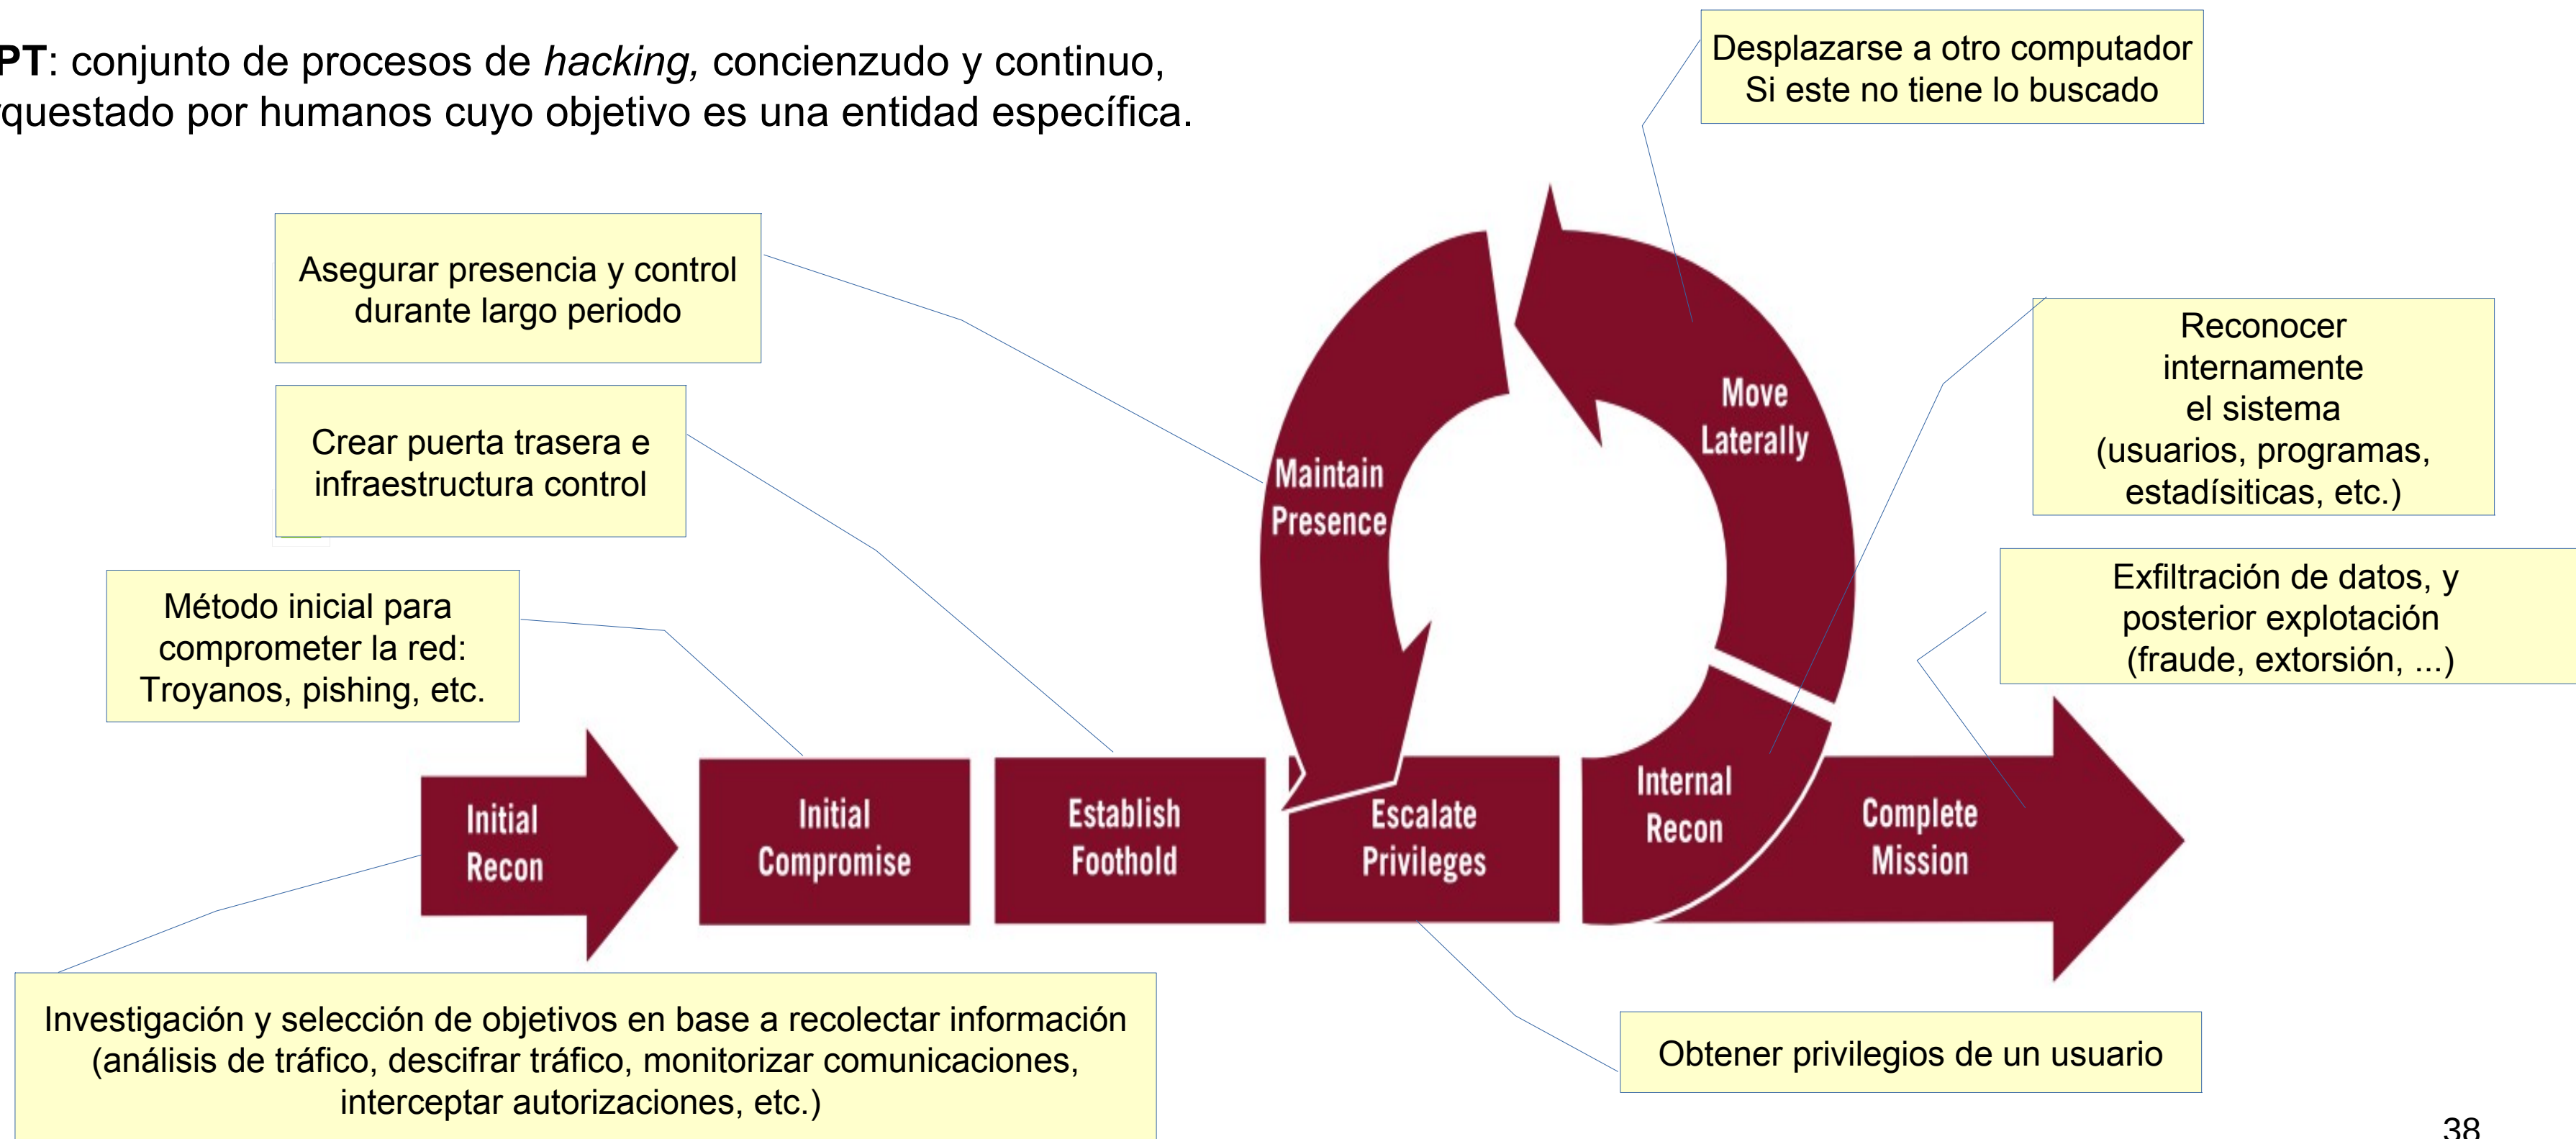 PT: conjunto de procesos de hacking, concienzudo y continuo,
questado por humanos cuyo objetivo es una entidad específica.
Desplazarse a otro computador
Si este no tiene lo buscado
Asegurar presencia y control
durante largo periodo
Crear puerta trasera e
infraestructura control
Método inicial para
comprometer la red:
Troyanos, pishing, etc.
Reconocer
internamente
el sistema
(usuarios, programas,
estadísiticas, etc.)
Exfiltración de datos, y
posterior explotación
(fraude, extorsión, ...)
Maintain
Presence
Move
Laterally
Initial
Recon
Initial
Compromise
Establish
Foothold
Escalate
Privileges
Internal
Recon
Complete
Mission
Investigación y selección de objetivos en base a recolectar información
(análisis de tráfico, descifrar tráfico, monitorizar comunicaciones,
interceptar autorizaciones, etc.)
Obtener privilegios de un usuario
38